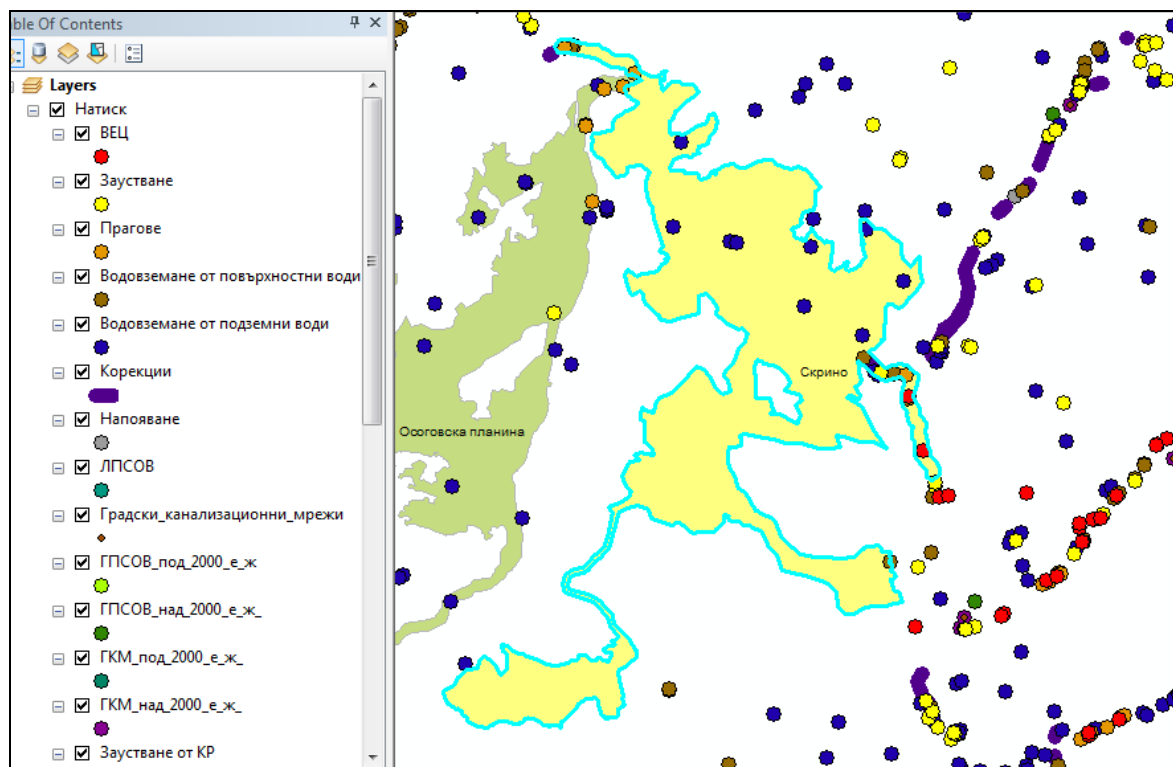 ble Of Contents
Layers
Натиск
ВЕЦ
Заустване
Прагове
Водовземане от повърхностни води
Водовземане от подземни води
Корекции
Напояване
ЛПСОВ
Градски_канализационни_мрежи
ГПСОВ_под_2000_е_ж
ГПСОВ_над_2000_е_ж_
ГКМ_под_2000_е_ж_
ГКМ_над_2000_е_ж_
Заустване от КР
Скрино
Осоговска планина